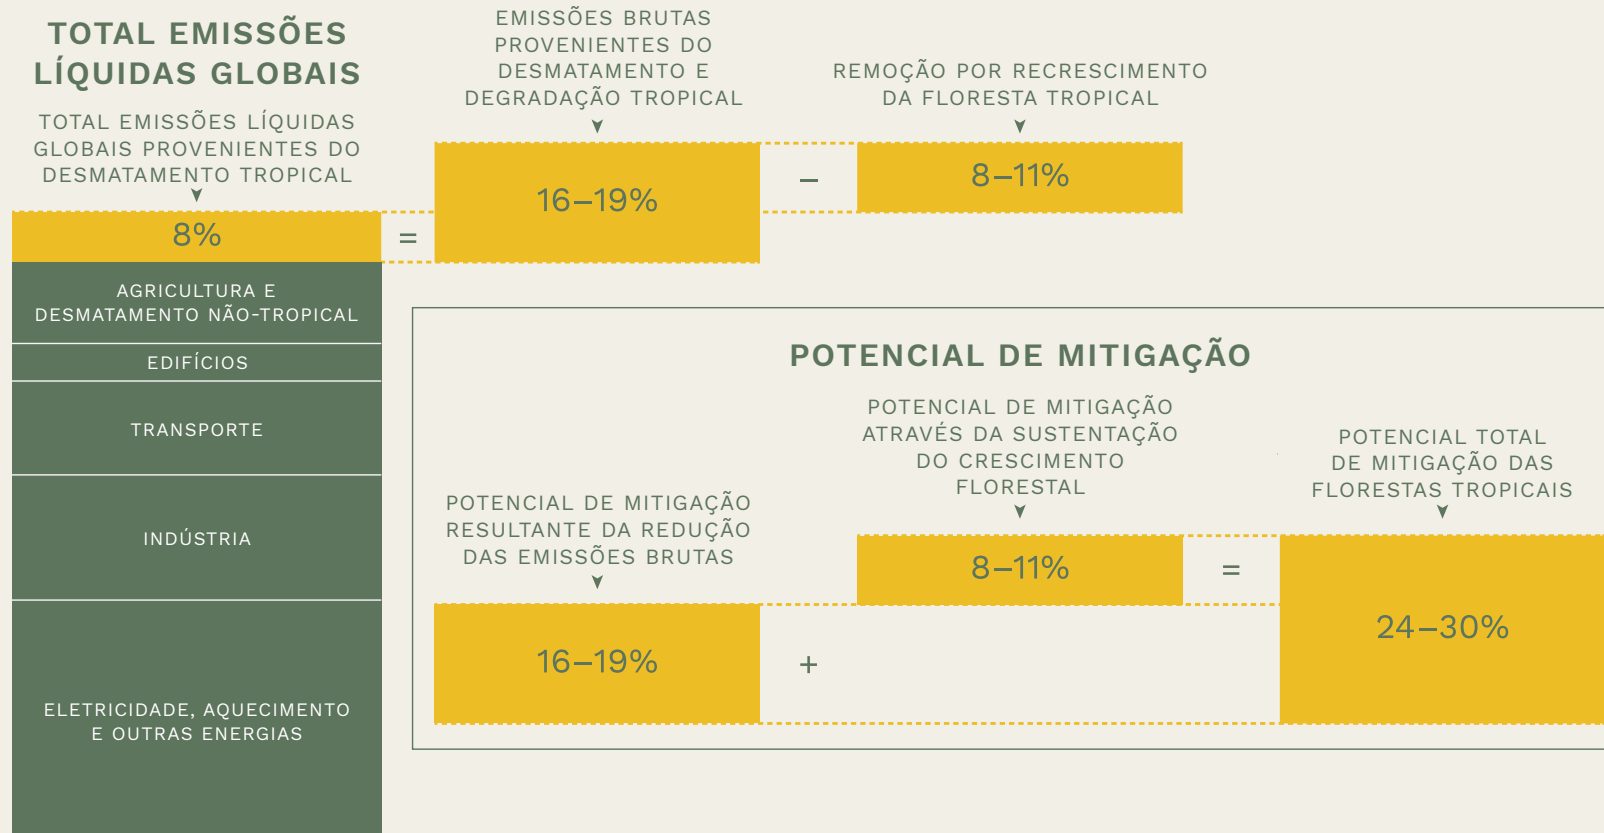 TOTAL EMISSÕES
LÍQUIDAS GLOBAIS
TOTAL EMISSÕES LÍQUIDAS
GLOBAIS PROVENIENTES DO
DESMATAMENTO TROPICAL
8%
AGRICULTURA E
DESMATAMENTO NÃO-TROPICAL
EDIFÍCIOS
TRANSPORTE
INDÚSTRIA
ELETRICIDADE, AQUECIMENTO
E OUTRAS ENERGIAS
=
EMISSÕES BRUTAS
PROVENIENTES DO
DESMATAMENTO E
DEGRADAÇÃO TROPICAL
16–19%
–
REMOÇÃO POR RECRESCIMENTO
DA FLORESTA TROPICAL
8–11%
POTENCIAL DE MITIGAÇÃO
POTENCIAL DE MITIGAÇÃO
RESULTANTE DA REDUÇÃO
DAS EMISSÕES BRUTAS
16–19%
+
POTENCIAL DE MITIGAÇÃO
ATRAVÉS DA SUSTENTAÇÃO
DO CRESCIMENTO
FLORESTAL
8–11%
=
POTENCIAL TOTAL
DE MITIGAÇÃO DAS
FLORESTAS TROPICAIS
24–30%